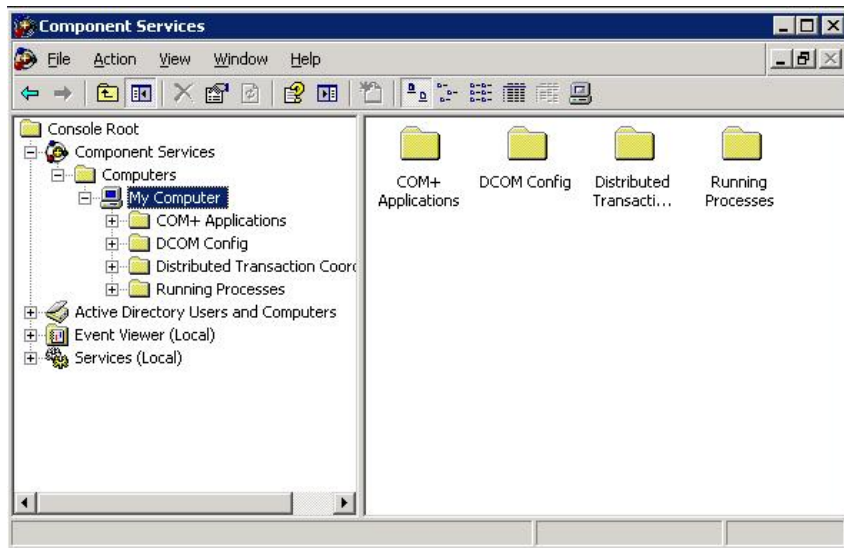 Component Services
File Action View Window Help
Console Root
Component Services
Computers
My Computer
COM+ Applications
DCOM Config
Distributed Transaction Coord
Running Processes
Active Directory Users and Computers
Event Viewer (Local)
Services (Local)
COM+
Applications
DCOM Config
Distributed
Transacti...
Running
Processes